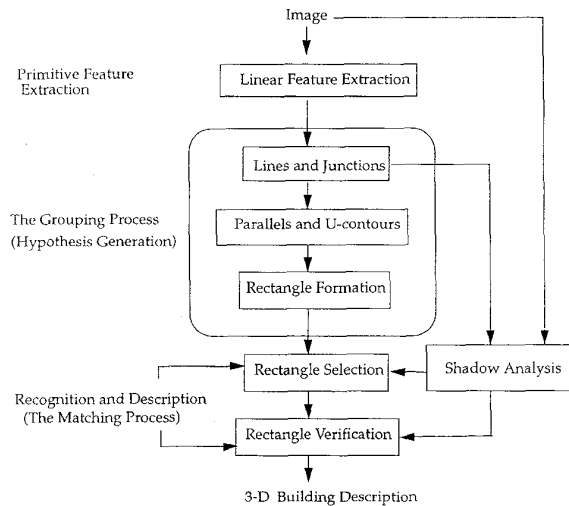 Image
Primitive Feature
Extraction
Linear Feature Extraction
Lines and Junctions
The Grouping Process
(Hypothesis Generation)
Parallels and U-contours
Rectangle Formation
Rectangle Selection
Shadow Analysis
Recognition and Description
(The Matching Process)
Rectangle Verification
3-D Building Description